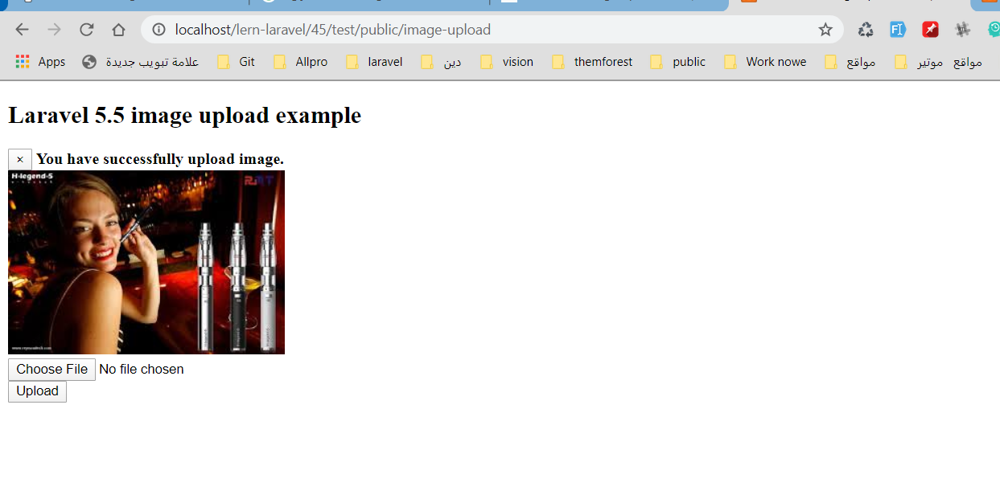 localhost/lern-laravel/45/test/public/image-upload
Apps علامة تبويب جديدة Git Allpro laravel دين vision themforest public Work nowe مواقع مواقع موتير
Laravel 5.5 image upload example
× You have successfully upload image.
H-legend-5
Choose File No file chosen
Upload